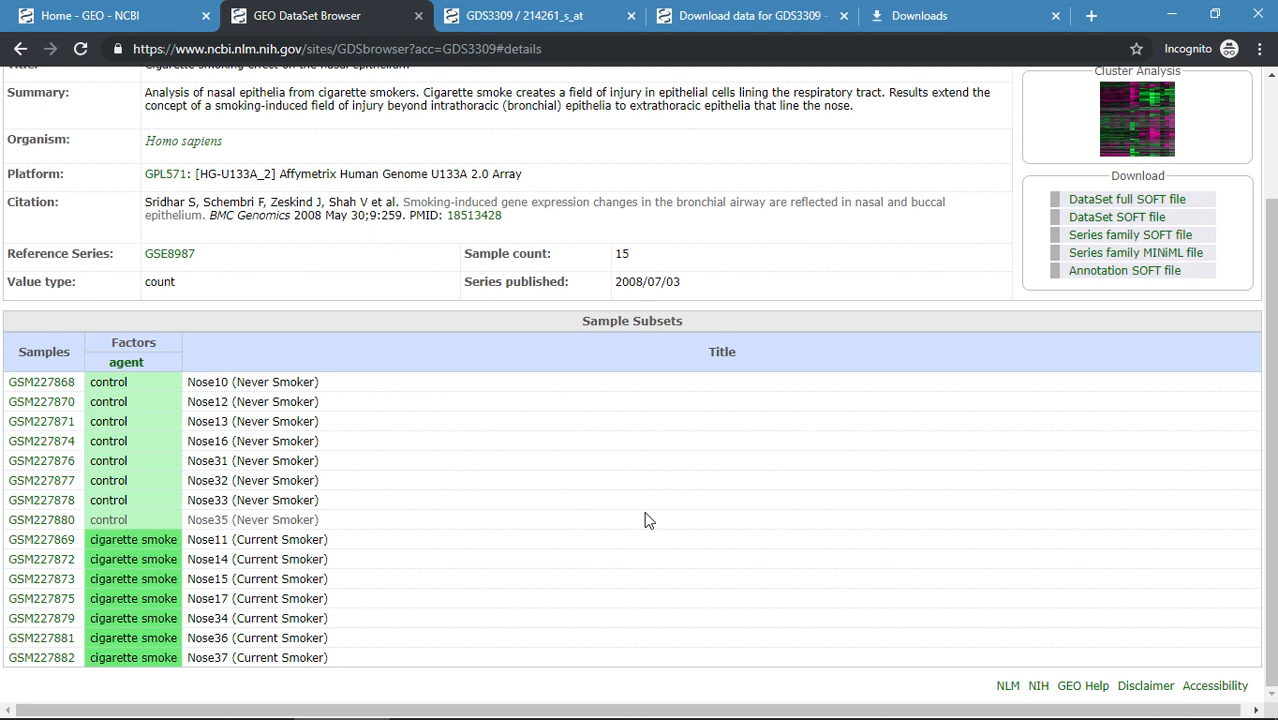 Home - GEO - NCBI
GEO DataSet Browser
GDS3309 / 214261_s_at
Download data for GDS3309 -
Downloads
https://www.ncbi.nlm.nih.gov/sites/GDSbrowser?acc=GDS3309#details
Incognito
Summary:
Analysis of nasal epithelia from cigarette smokers. Cigarette smoke creates a field of injury in epithelial cells lining the respiratory tract. Results extend the
concept of a smoking-induced field of injury beyond intrathoracic (bronchial) epithelia to extrathoracic epithelia that line the nose.
Organism:
Homo sapiens
Platform:
GPL571: [HG-U133A_2] Affymetrix Human Genome U133A 2.0 Array
Citation:
Sridhar S, Schembri F, Zeskind J, Shah V et al. Smoking-induced gene expression changes in the bronchial airway are reflected in nasal and buccal
epithelium. BMC Genomics 2008 May 30;9:259. PMID: 18513428
Reference Series:
GSE8987
Sample count:
15
Value type:
count
Series published:
2008/07/03
Cluster Analysis
Download
DataSet full SOFT file
DataSet SOFT file
Series family SOFT file
Series family MINiML file
Annotation SOFT file
Sample Subsets
Samples
Factors
agent
Title
GSM227868 control Nose10 (Never Smoker)
GSM227870 control Nose12 (Never Smoker)
GSM227871 control Nose13 (Never Smoker)
GSM227874 control Nose16 (Never Smoker)
GSM227876 control Nose31 (Never Smoker)
GSM227877 control Nose32 (Never Smoker)
GSM227878 control Nose33 (Never Smoker)
GSM227880 control Nose35 (Never Smoker)
GSM227869 cigarette smoke Nose11 (Current Smoker)
GSM227872 cigarette smoke Nose14 (Current Smoker)
GSM227873 cigarette smoke Nose15 (Current Smoker)
GSM227875 cigarette smoke Nose17 (Current Smoker)
GSM227879 cigarette smoke Nose34 (Current Smoker)
GSM227881 cigarette smoke Nose36 (Current Smoker)
GSM227882 cigarette smoke Nose37 (Current Smoker)
NLM NIH GEO Help Disclaimer Accessibility